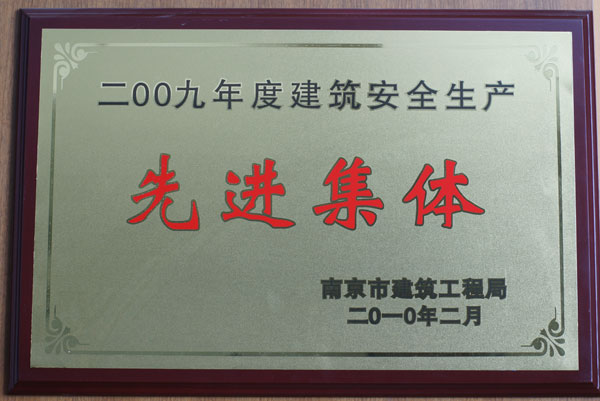 二00九年度建筑安全生产
先进集体
南京市建筑工程局
二0一0年二月